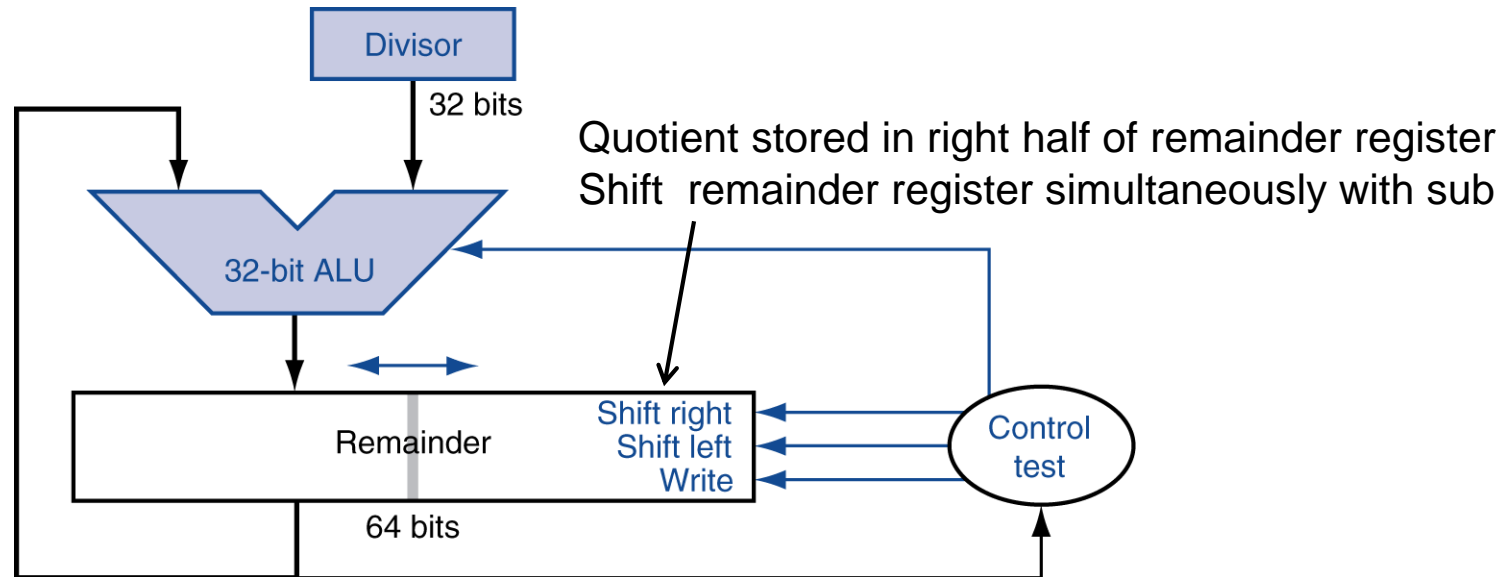 Divisor
32 bits
Quotient stored in right half of remainder register
Shift remainder register simultaneously with sub
32-bit ALU
Shift right
Remainder
Shift left
Write
Control
test
64 bits